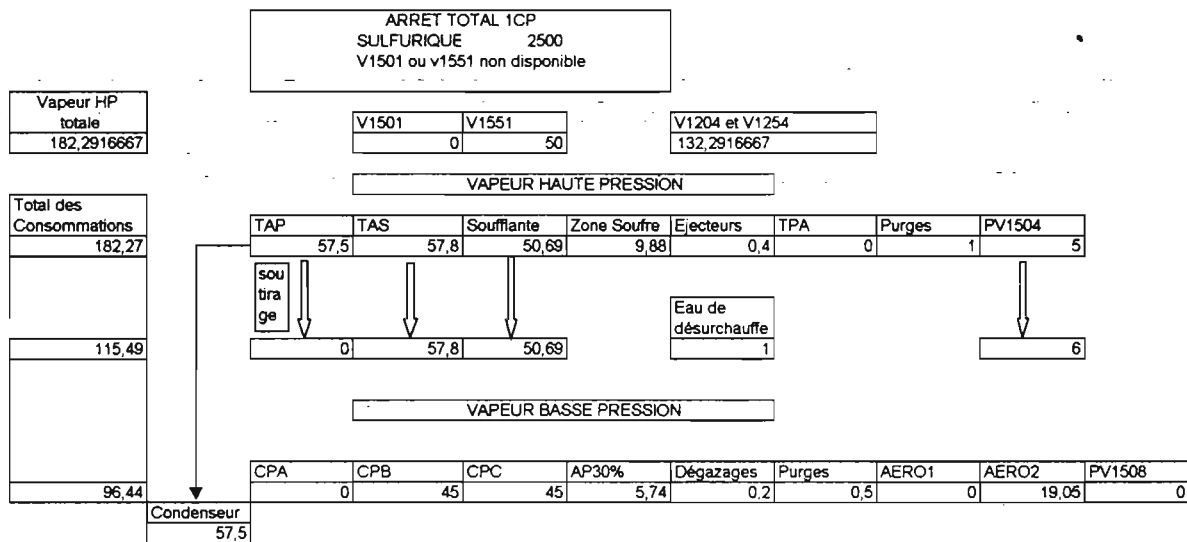 ARRET TOTAL 1CP
SULFURIQUE 2500
V1501 ou v1551 non disponible
Vapeur HP
totale
182,2916667
V1501 V1551
0 50
V1204 et V1254
132,2916667
VAPEUR HAUTE PRESSION
Total des
Consommations
182,27
TAP TAS Soufflante Zone Soufre Ejecteurs TPA Purges PV1504
57,5 57,8 50,69 9,88 0,4 0 1 5
sou
tira
ge
Eau de
désurchauffe
115,49 0 57,8 50,69 1 6
VAPEUR BASSE PRESSION
CPA CPB CPC AP30% Dégazages Purges AERO1 AERO2 PV1508
96,44 0 45 45 5,74 0,2 0,5 0 19,05 0
Condenseur
57,5